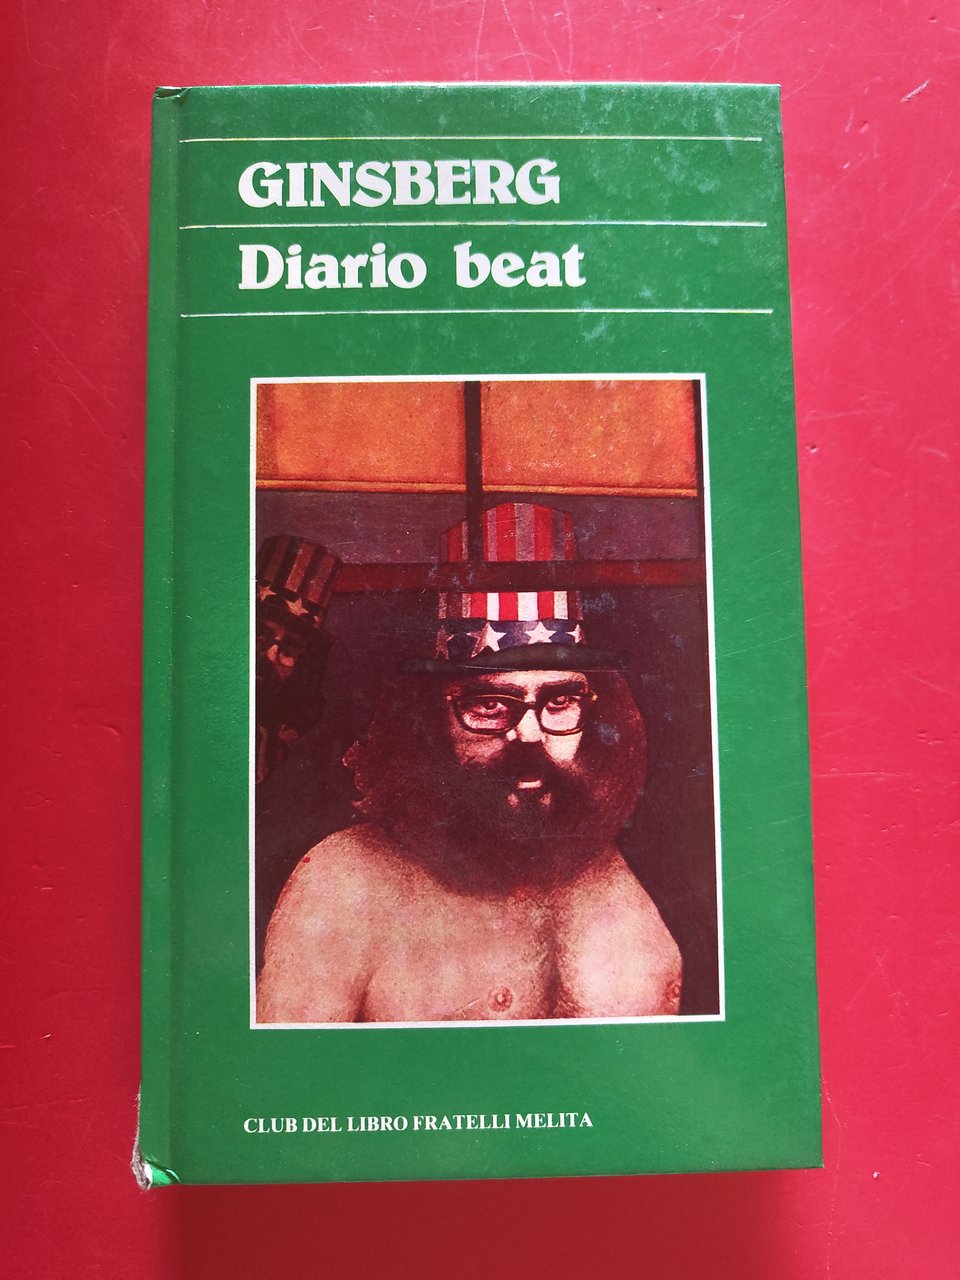 GINSBERG
Diario beat
CLUB DEL LIBRO FRATELLI MELITA